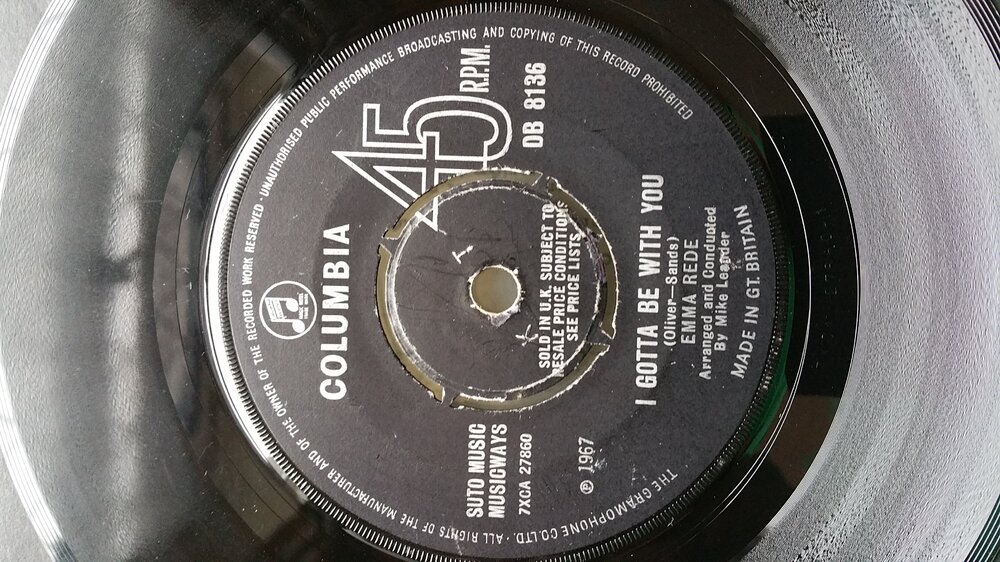 THE GRAMOPHONE CO. LTD. · ALL RIGHTS OF THE MANUFACTURER AND OF THE OWNER OF THE RECORDED WORK RESERVED · UNAUTHORISED PUBLIC PERFORMANCE BROADCASTING AND COPYING OF THIS RECORD PROHIBITED
COLUMBIA
45 R.P.M.
SUTO MUSIC
MUSICWAYS
7XCA 27860
DB 8136
SOLD IN U.K. SUBJECT TO
RESALE PRICE CONDITIONS
SEE PRICE LISTS
℗ 1967
I GOTTA BE WITH YOU
(Oliver—Sands)
EMMA REDE
Arranged and Conducted
By Mike Leander
MADE IN GT. BRITAIN